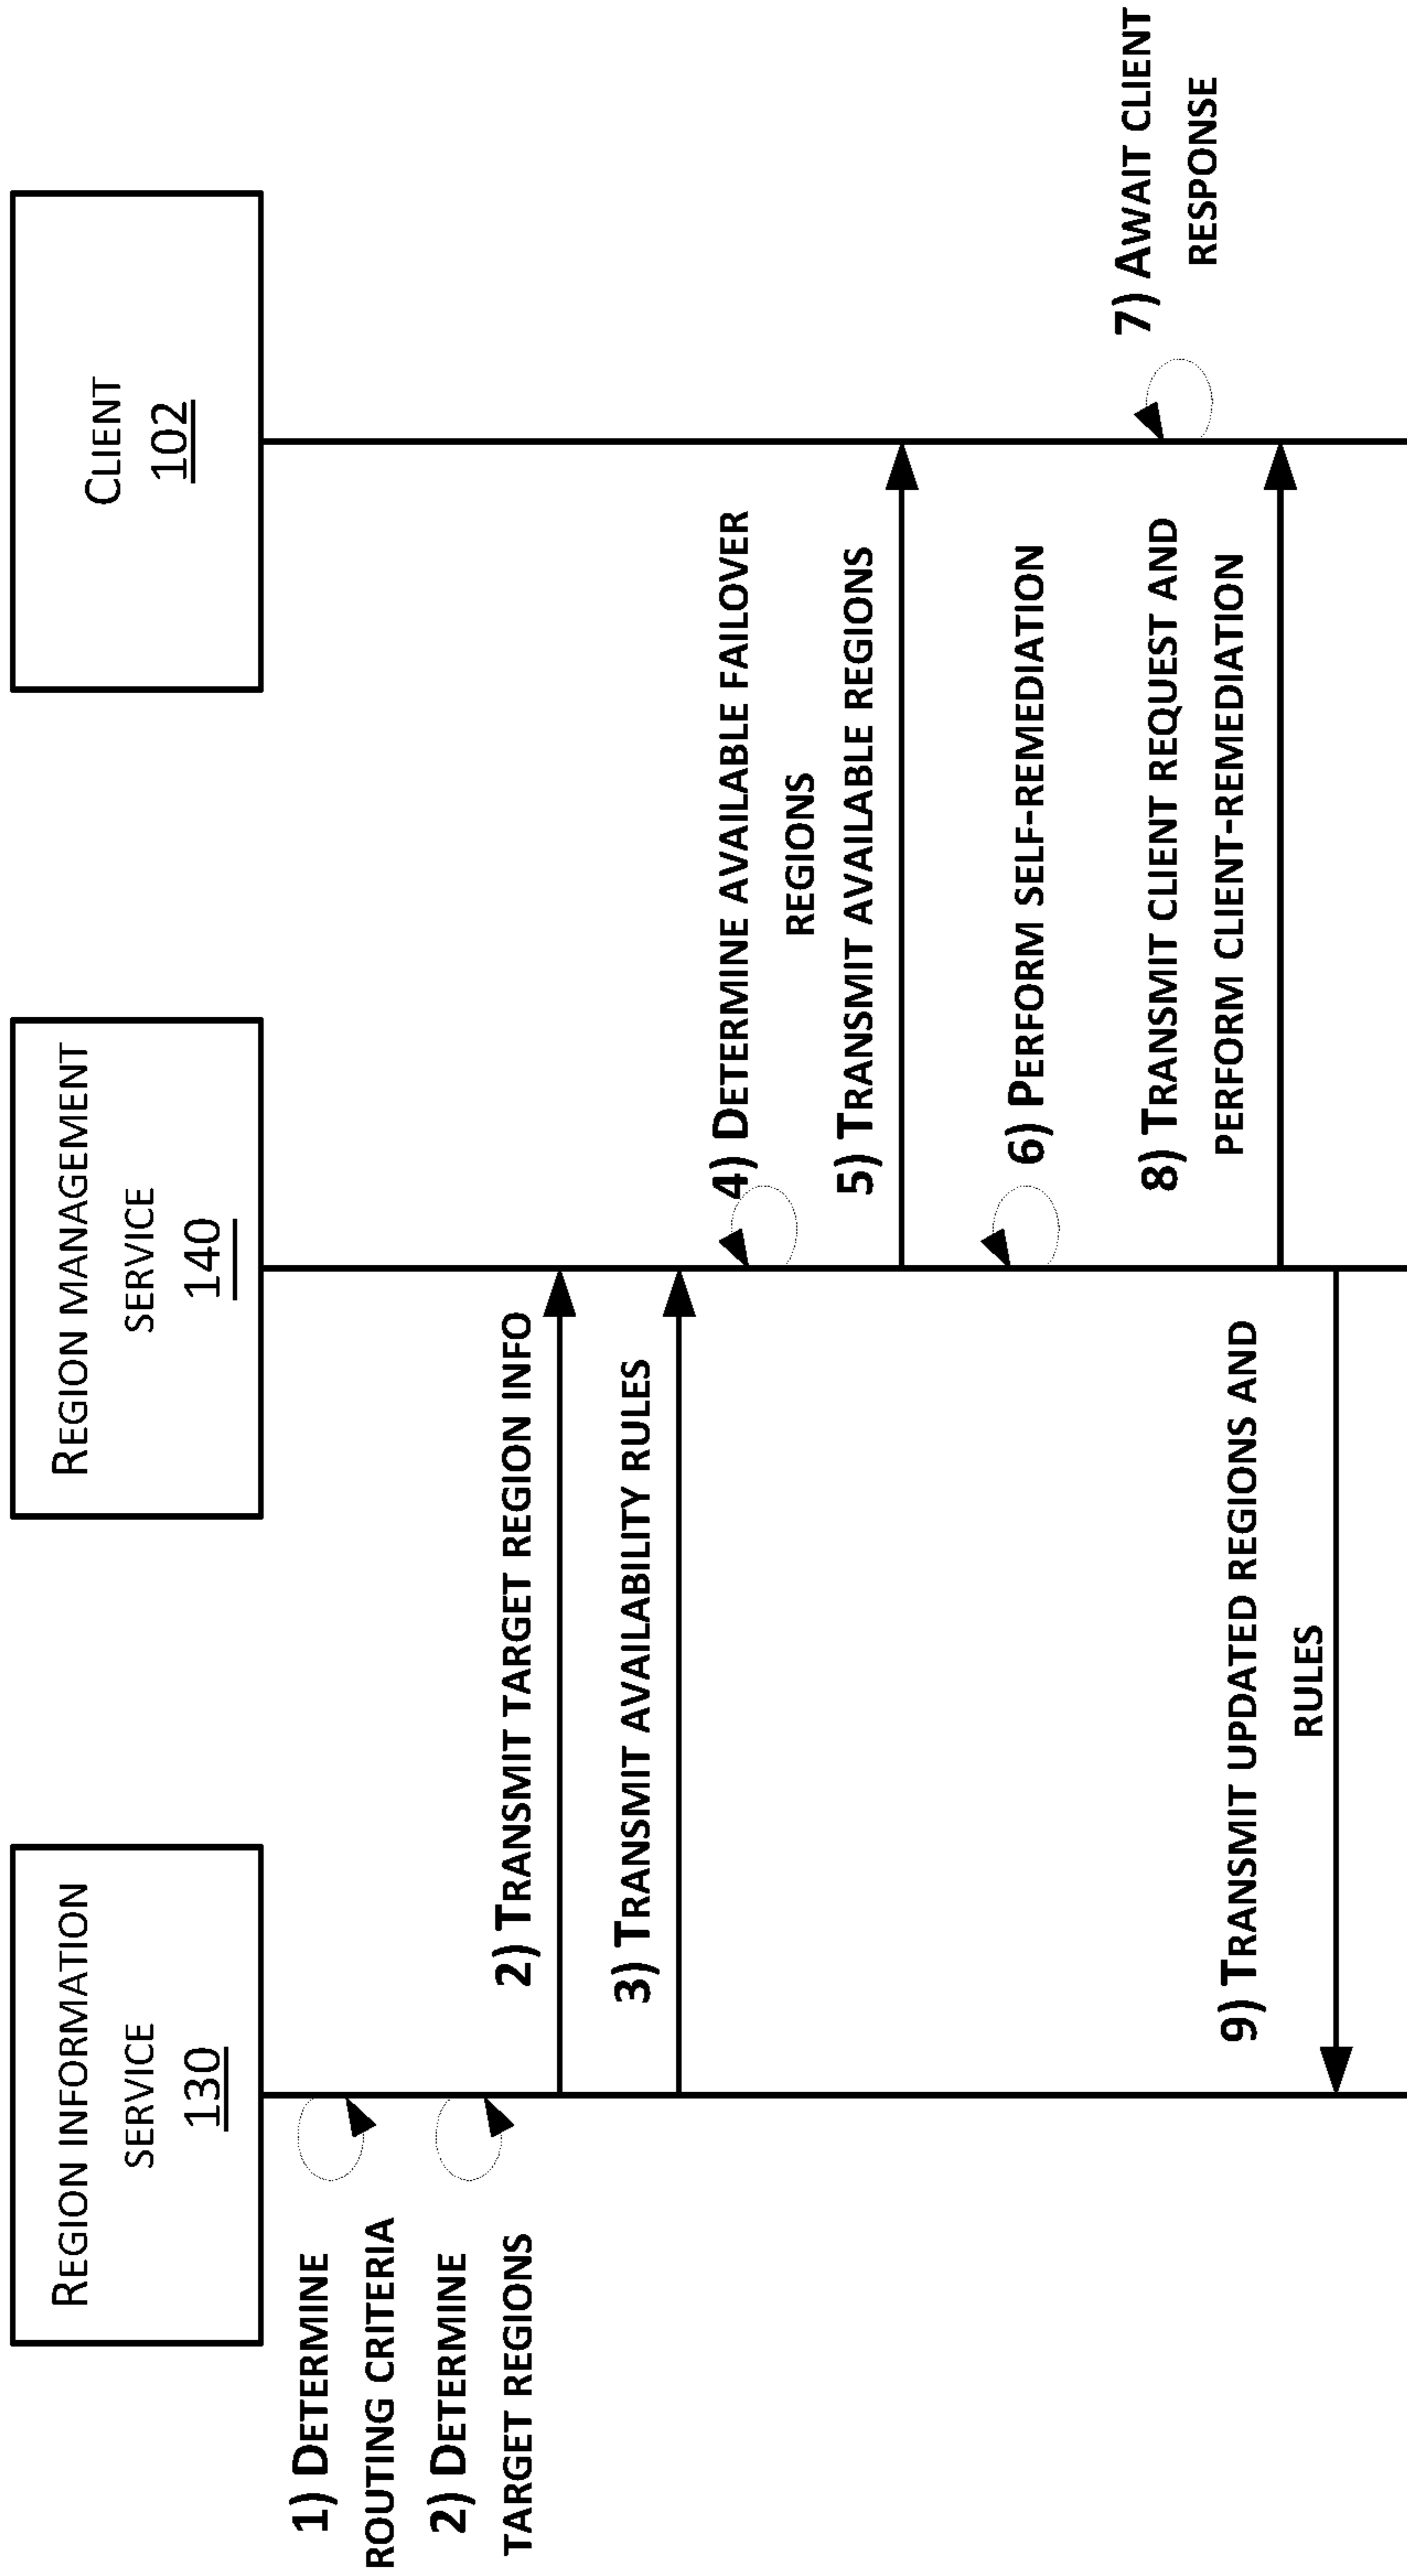 REGION INFORMATION
SERVICE
130
REGION MANAGEMENT
SERVICE
140
CLIENT
102
1) DETERMINE
ROUTING CRITERIA
2) DETERMINE
TARGET REGIONS
2) TRANSMIT TARGET REGION INFO
3) TRANSMIT AVAILABILITY RULES
4) DETERMINE AVAILABLE FAILOVER
REGIONS
5) TRANSMIT AVAILABLE REGIONS
6) PERFORM SELF-REMEDIATION
7) AWAIT CLIENT
RESPONSE
8) TRANSMIT CLIENT REQUEST AND
PERFORM CLIENT-REMEDIATION
9) TRANSMIT UPDATED REGIONS AND
RULES